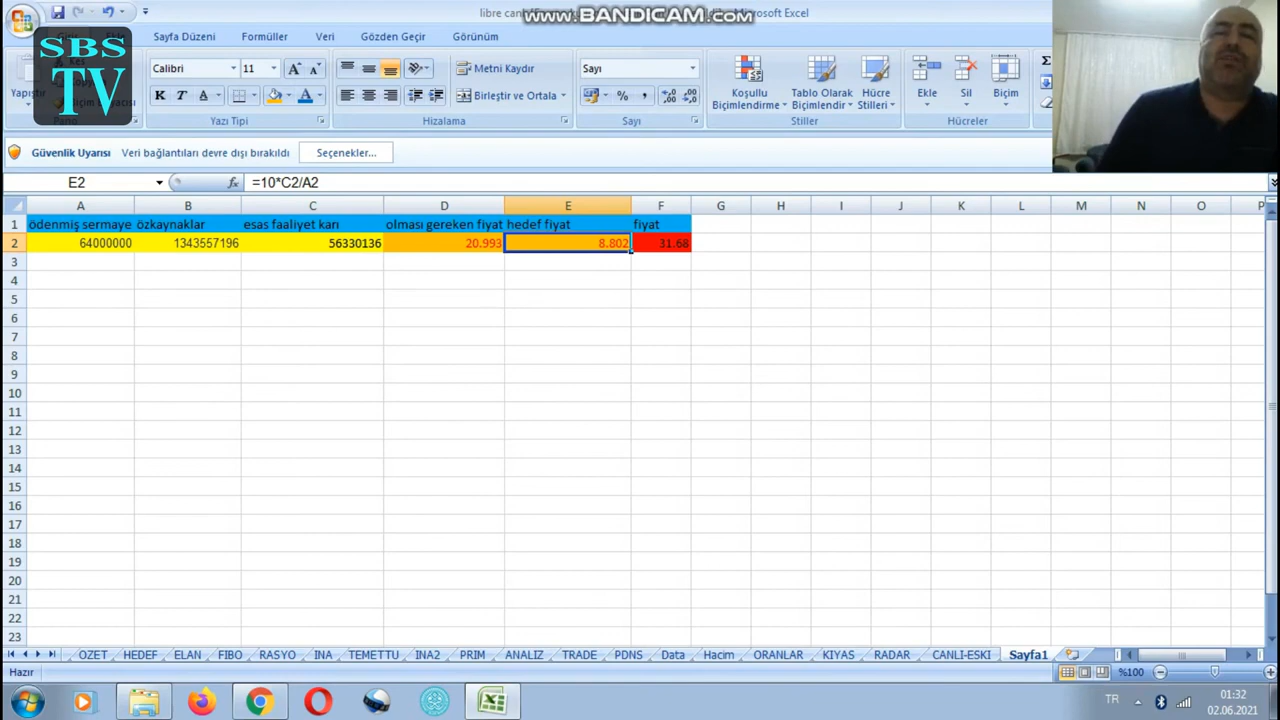 libre can
Microsoft Excel
www.BANDICAM.com
SBS
TV
Sayfa Düzeni
Formüller
Veri
Gözden Geçir
Görünüm
Yapıştır
Calibri
11
Metni Kaydır
Sayı
K T A
Birleştir ve Ortala
% ,
Koşullu Biçimlendirme
Tablo Olarak Biçimlendir
Hücre Stilleri
Ekle
Sil
Biçim
Pano
Yazı Tipi
Hizalama
Sayı
Stiller
Hücreler
Güvenlik Uyarısı
Veri bağlantıları devre dışı bırakıldı
Seçenekler...
E2
fx
=10*C2/A2
A B C D E F G H I J K L M N O P
1 ödenmiş sermaye özkaynaklar esas faaliyet karı olması gereken fiyat hedef fiyat fiyat
2 64000000 1343557196 56330136 20.993 8.802 31.68
3
4
5
6
7
8
9
10
11
12
13
14
15
16
17
18
19
20
21
22
23
OZET HEDEF ELAN FIBO RASYO INA TEMETTU INA2 PRIM ANALIZ TRADE PDNS Data Hacim ORANLAR KIYAS RADAR CANLI-ESKI Sayfa1
Hazır
%100
TR
01:32
02.06.2021